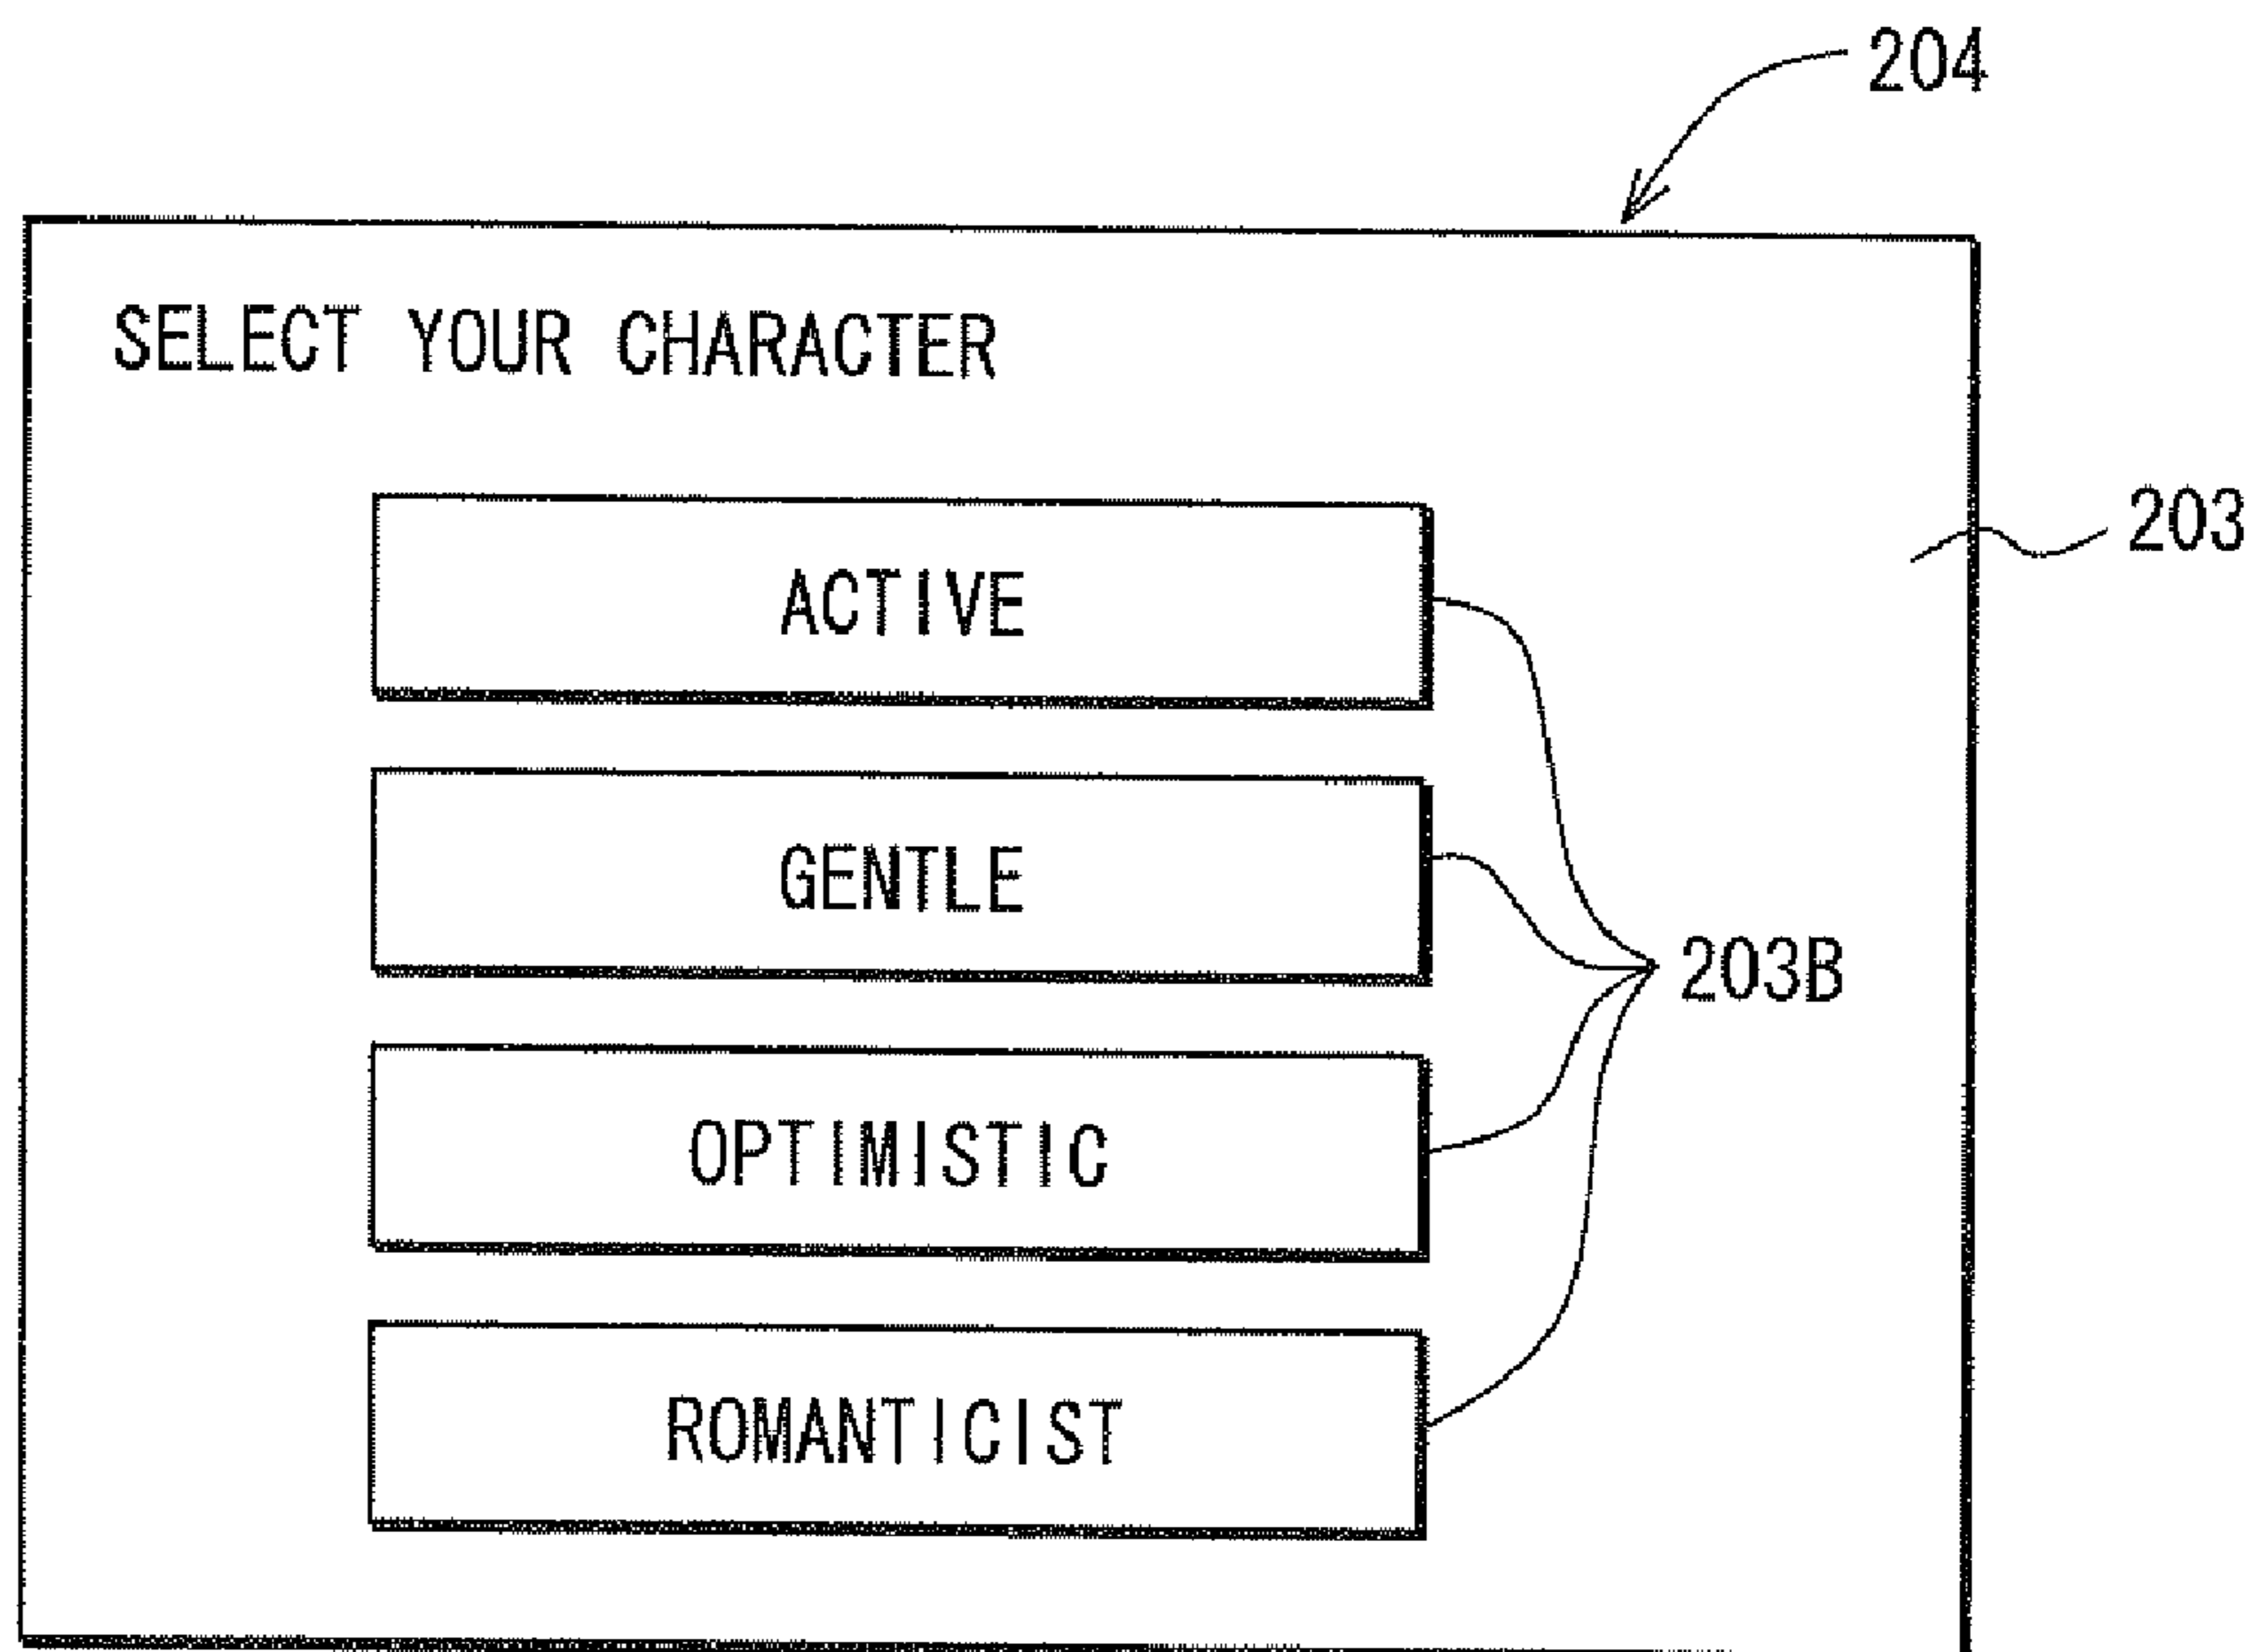 204
SELECT YOUR CHARACTER
203
ACTIVE
GENTLE
203B
OPTIMISTIC
ROMANTICIST